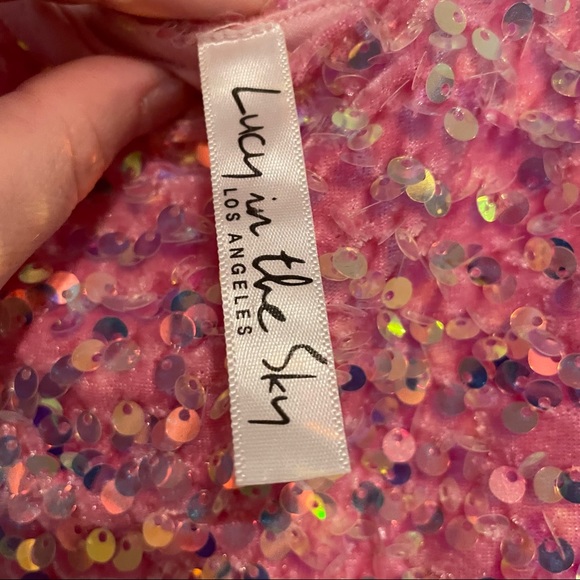 Lucy in the Sky
LOS ANGELES